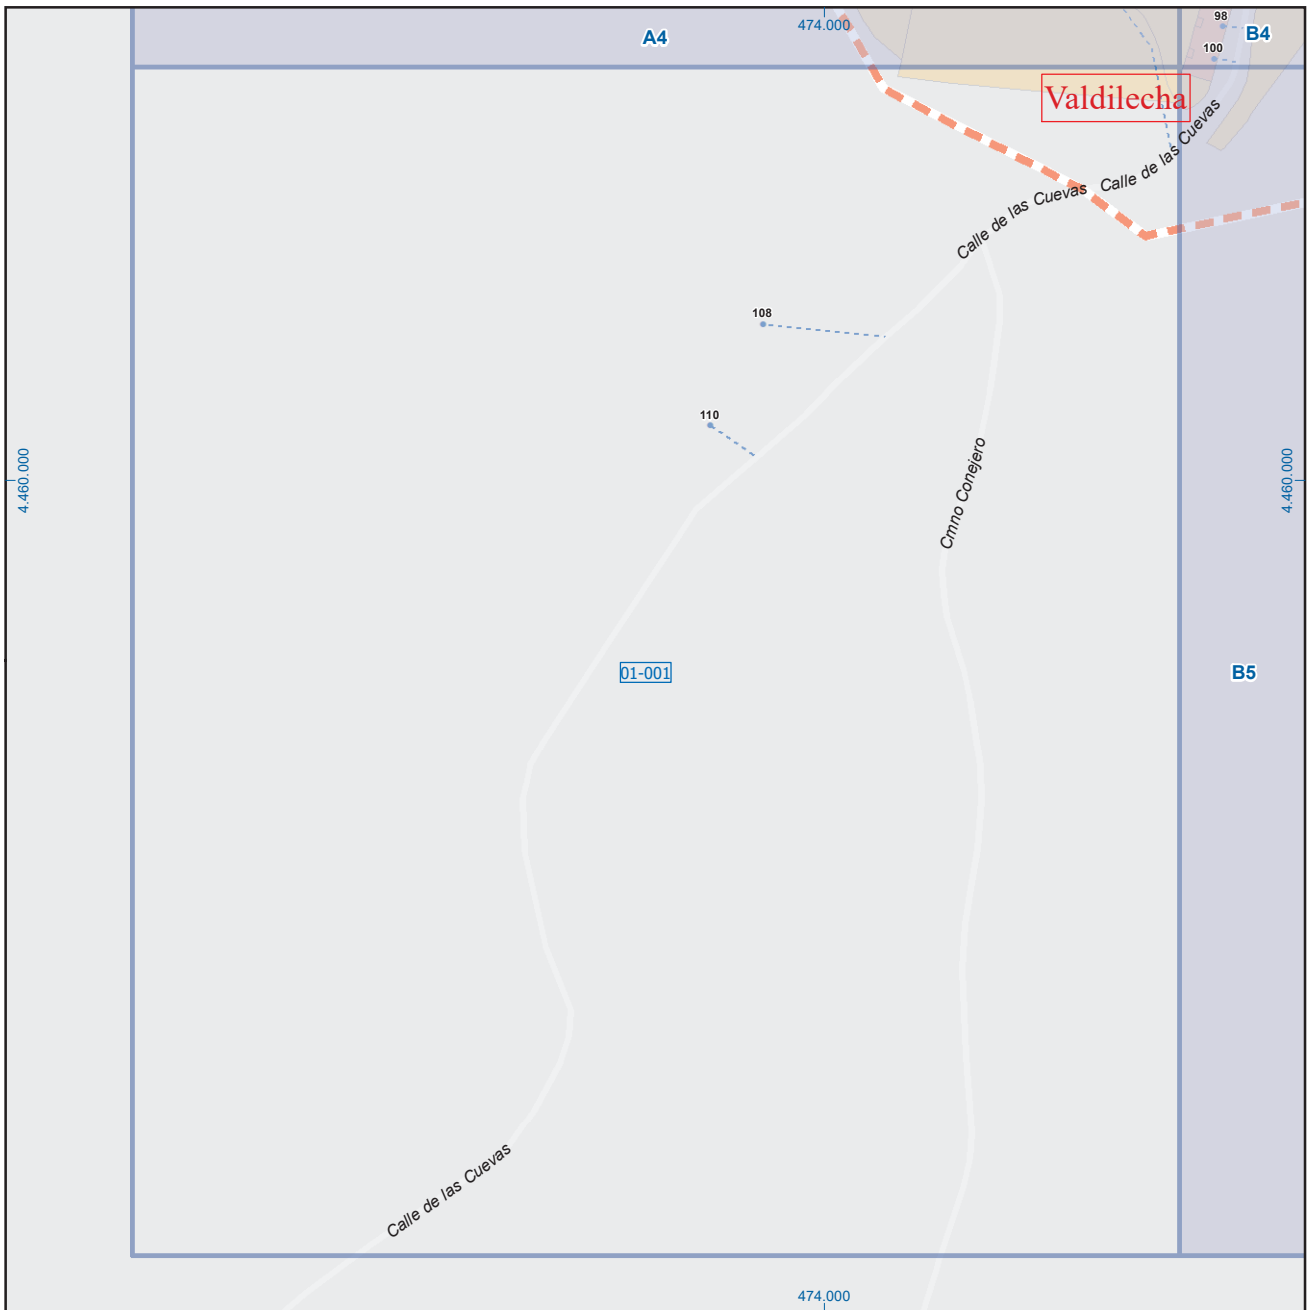 474.000
A4
98
B4
100
Valdilecha
Calle de las Cuevas
Calle de las Cuevas
108
110
Cmno Conejero
4.460.000
4.460.000
01-001
B5
Calle de las Cuevas
474.000